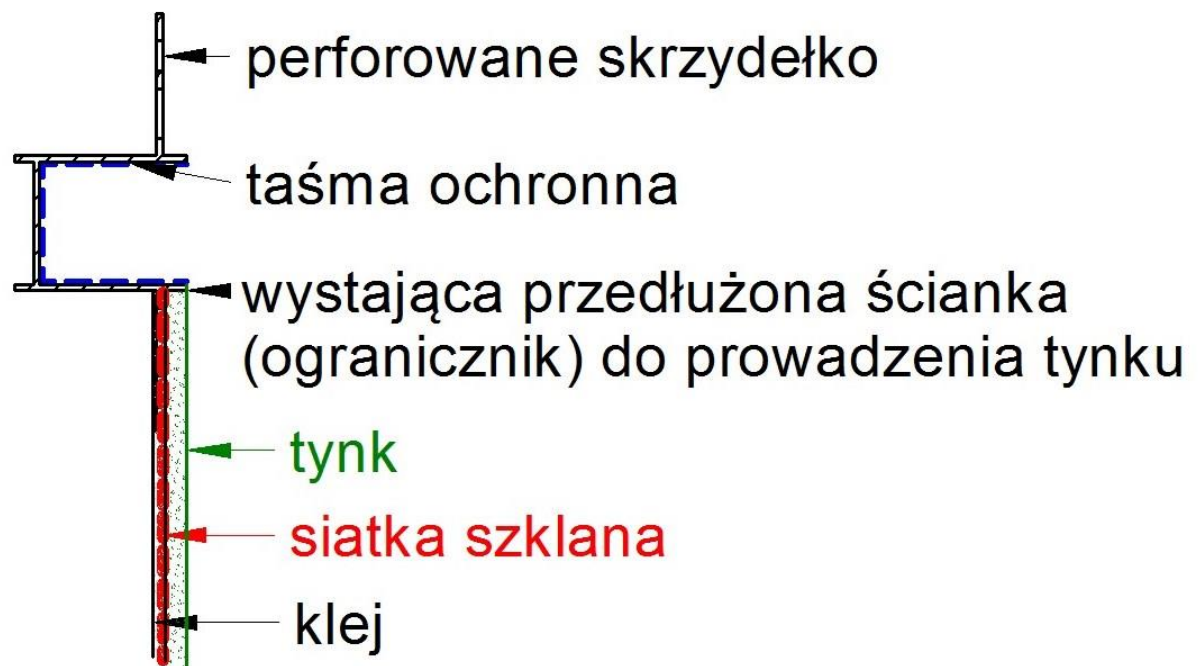 perforowane skrzydełko
taśma ochronna
wystająca przedłużona ścianka
(ogranicznik) do prowadzenia tynku
tynk
siatka szklana
klej